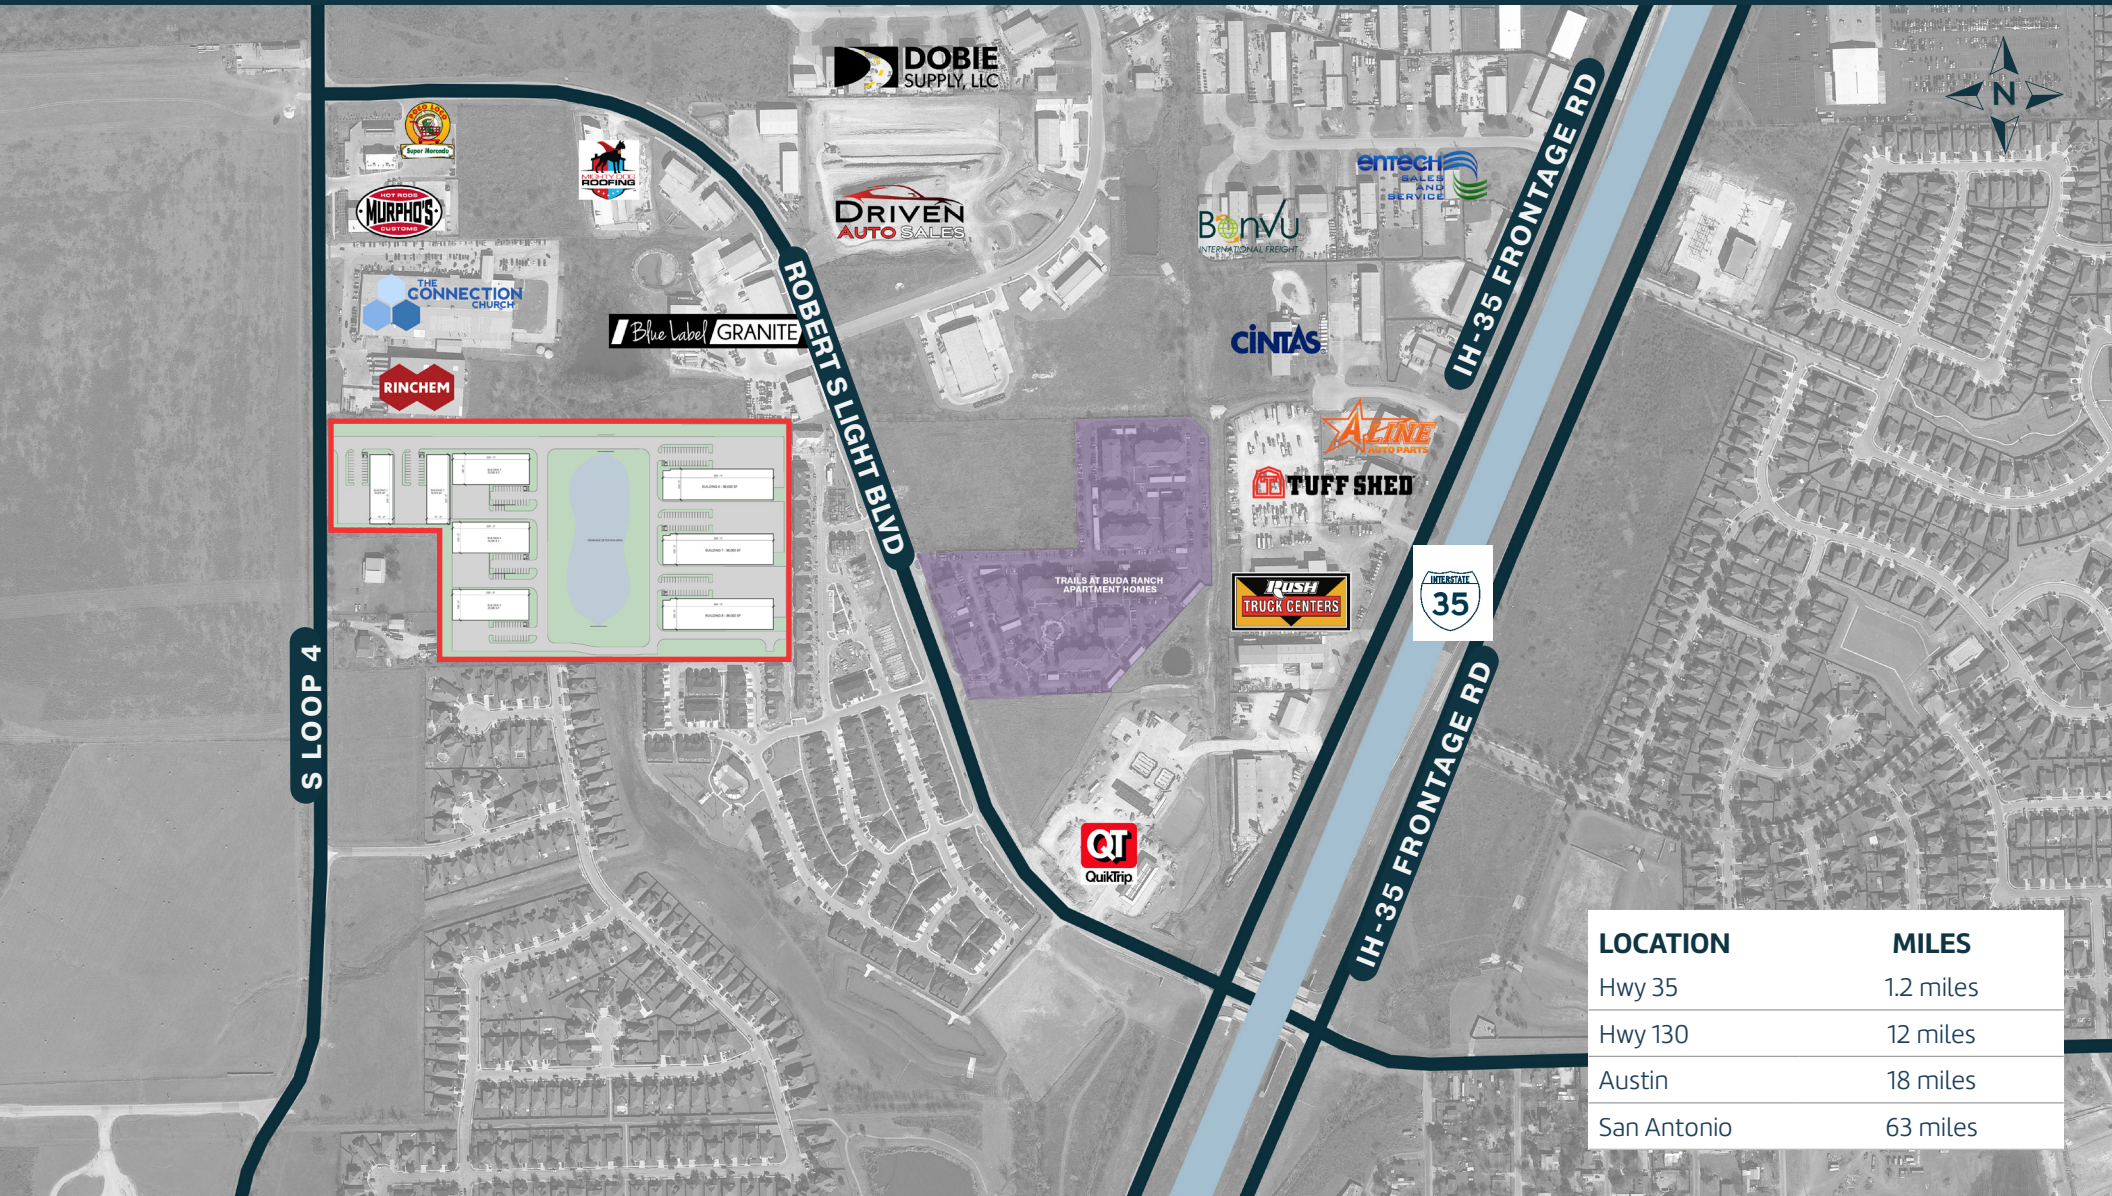 DOBIE
SUPPLY, LLC
N
POCO LOCO
Super Mercado
MIGHTY DOG
ROOFING
HOT RODS
MURPHO'S
CUSTOMS
DRIVEN
AUTO SALES
ENTECH
SALES
AND
SERVICE
BonVu
INTERNATIONAL FREIGHT
IH-35 FRONTAGE RD
THE
CONNECTION
CHURCH
Blue Label GRANITE
CINTAS
ROBERT S LIGHT BLVD
RINCHEM
A LINE
AUTO PARTS
TUFF SHED
TRAILS AT BUDA RANCH
APARTMENT HOMES
RUSH
TRUCK CENTERS
INTERSTATE
35
S LOOP 4
IH-35 FRONTAGE RD
QT
QuikTrip
LOCATION MILES
Hwy 35 1.2 miles
Hwy 130 12 miles
Austin 18 miles
San Antonio 63 miles